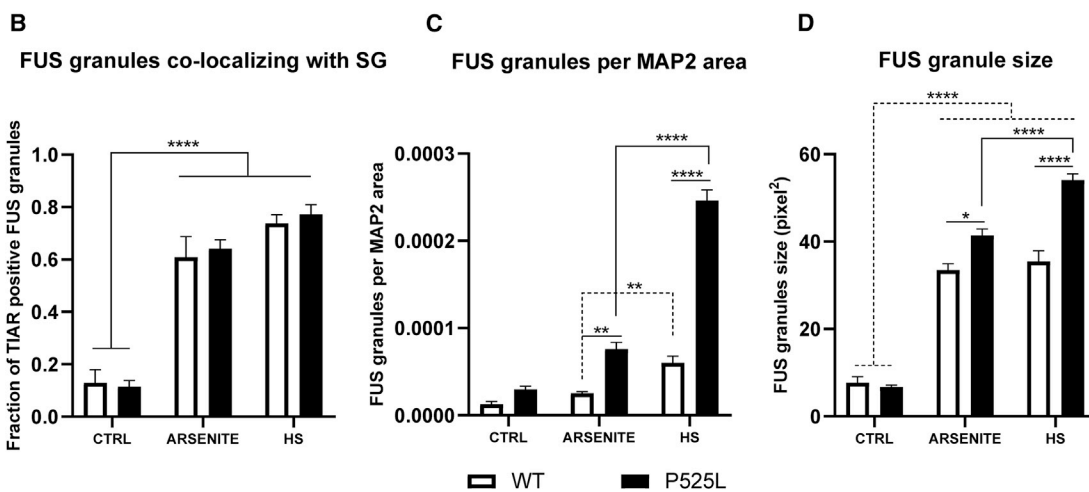 B
FUS granules co-localizing with SG
Fraction of TIAR positive FUS granules
1.0
0.8
0.6
0.4
0.2
0.0
****
CTRL
ARSENITE
HS
C
FUS granules per MAP2 area
FUS granules per MAP2 area
0.0003
0.0002
0.0001
0.0000
****
****
**
**
CTRL
ARSENITE
HS
D
FUS granule size
FUS granules size (pixel²)
60
40
20
0
****
****
****
*
CTRL
ARSENITE
HS
WT
P525L